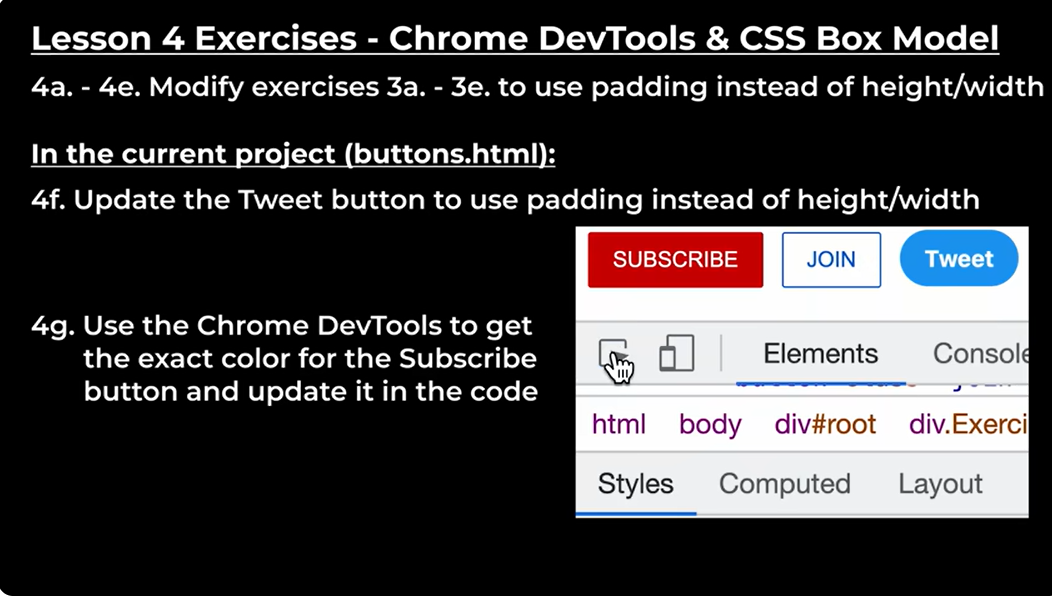 Lesson 4 Exercises - Chrome DevTools & CSS Box Model
4a. - 4e. Modify exercises 3a. - 3e. to use padding instead of height/width
In the current project (buttons.html):
4f. Update the Tweet button to use padding instead of height/width
SUBSCRIBE JOIN Tweet
4g. Use the Chrome DevTools to get
the exact color for the Subscribe
button and update it in the code
Elements Console
html body div#root div.Exerci
Styles Computed Layout